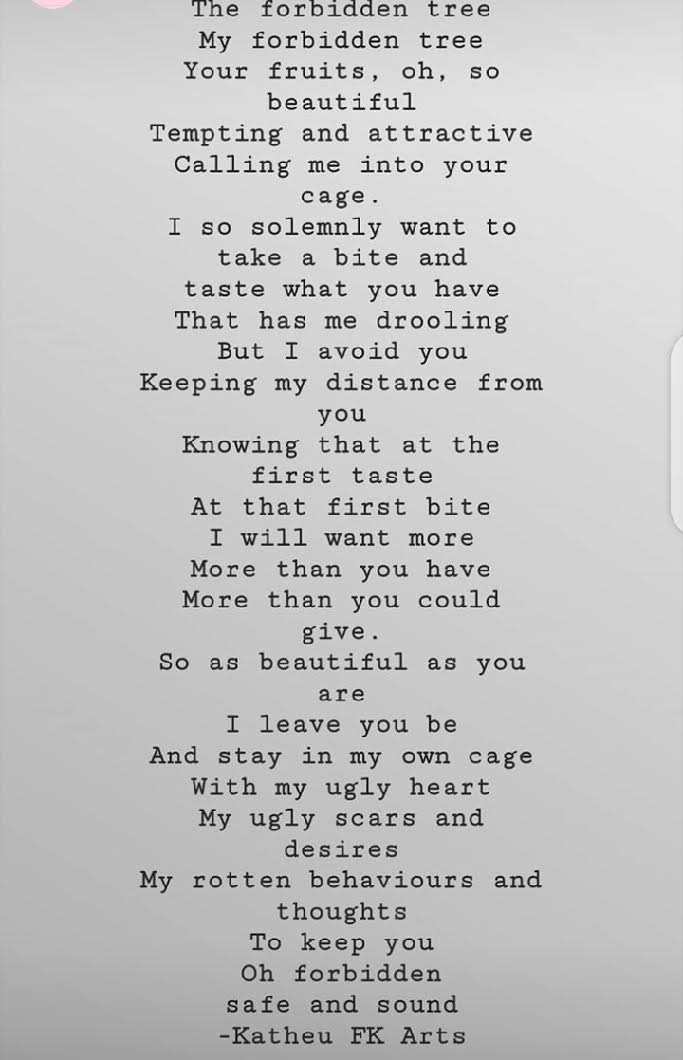 The forbidden tree
My forbidden tree
Your fruits, oh, so
beautiful
Tempting and attractive
Calling me into your
cage.
I so solemnly want to
take a bite and
taste what you have
That has me drooling
But I avoid you
Keeping my distance from
you
Knowing that at the
first taste
At that first bite
I will want more
More than you have
More than you could
give.
So as beautiful as you
are
I leave you be
And stay in my own cage
With my ugly heart
My ugly scars and
desires
My rotten behaviours and
thoughts
To keep you
Oh forbidden
safe and sound
-Katheu FK Arts